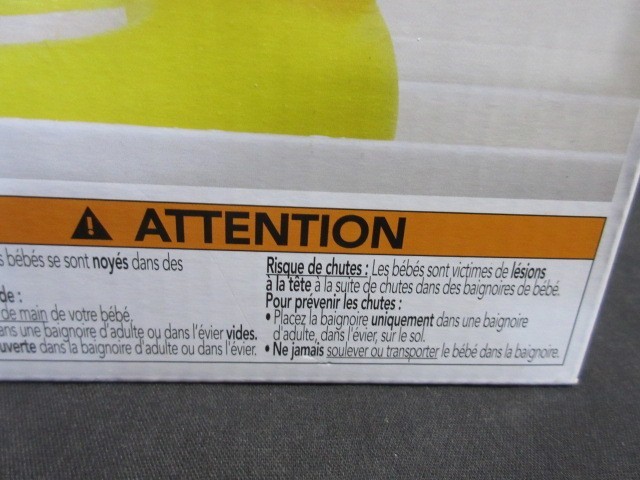 ATTENTION
bébés se sont noyés dans des
de :
de main de votre bébé,
ans une baignoire d'adulte ou dans l'évier vides.
uverte dans la baignoire d'adulte ou dans l'évier.
Risque de chutes : Les bébés sont victimes de lésions
à la tête à la suite de chutes dans des baignoires de bébé.
Pour prévenir les chutes :
• Placez la baignoire uniquement dans une baignoire
d'adulte, dans l'évier, sur le sol.
• Ne jamais soulever ou transporter le bébé dans la baignoire.